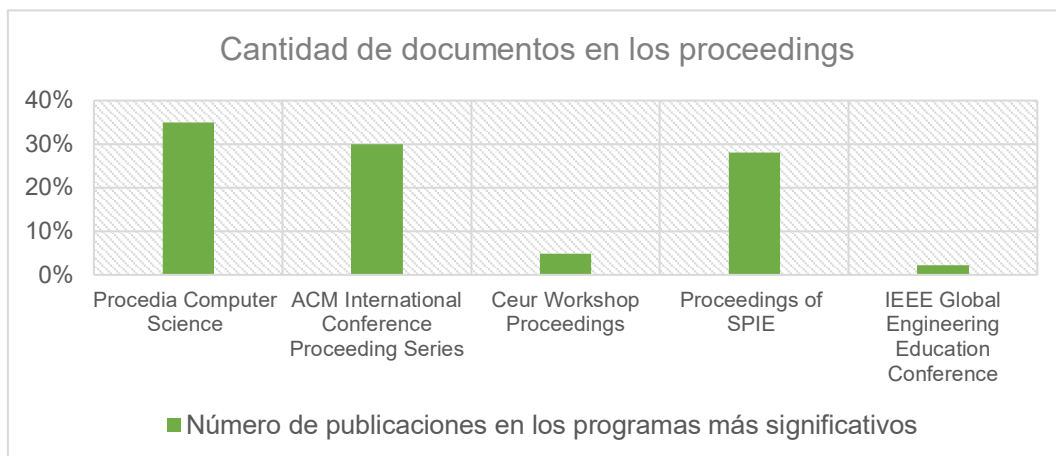 Cantidad de documentos en los proceedings
40%
30%
20%
10%
0%
Procedia Computer
Science
ACM International
Conference
Proceeding Series
Ceur Workshop
Proceedings
Proceedings of
SPIE
IEEE Global
Engineering
Education
Conference
Número de publicaciones en los programas más significativos